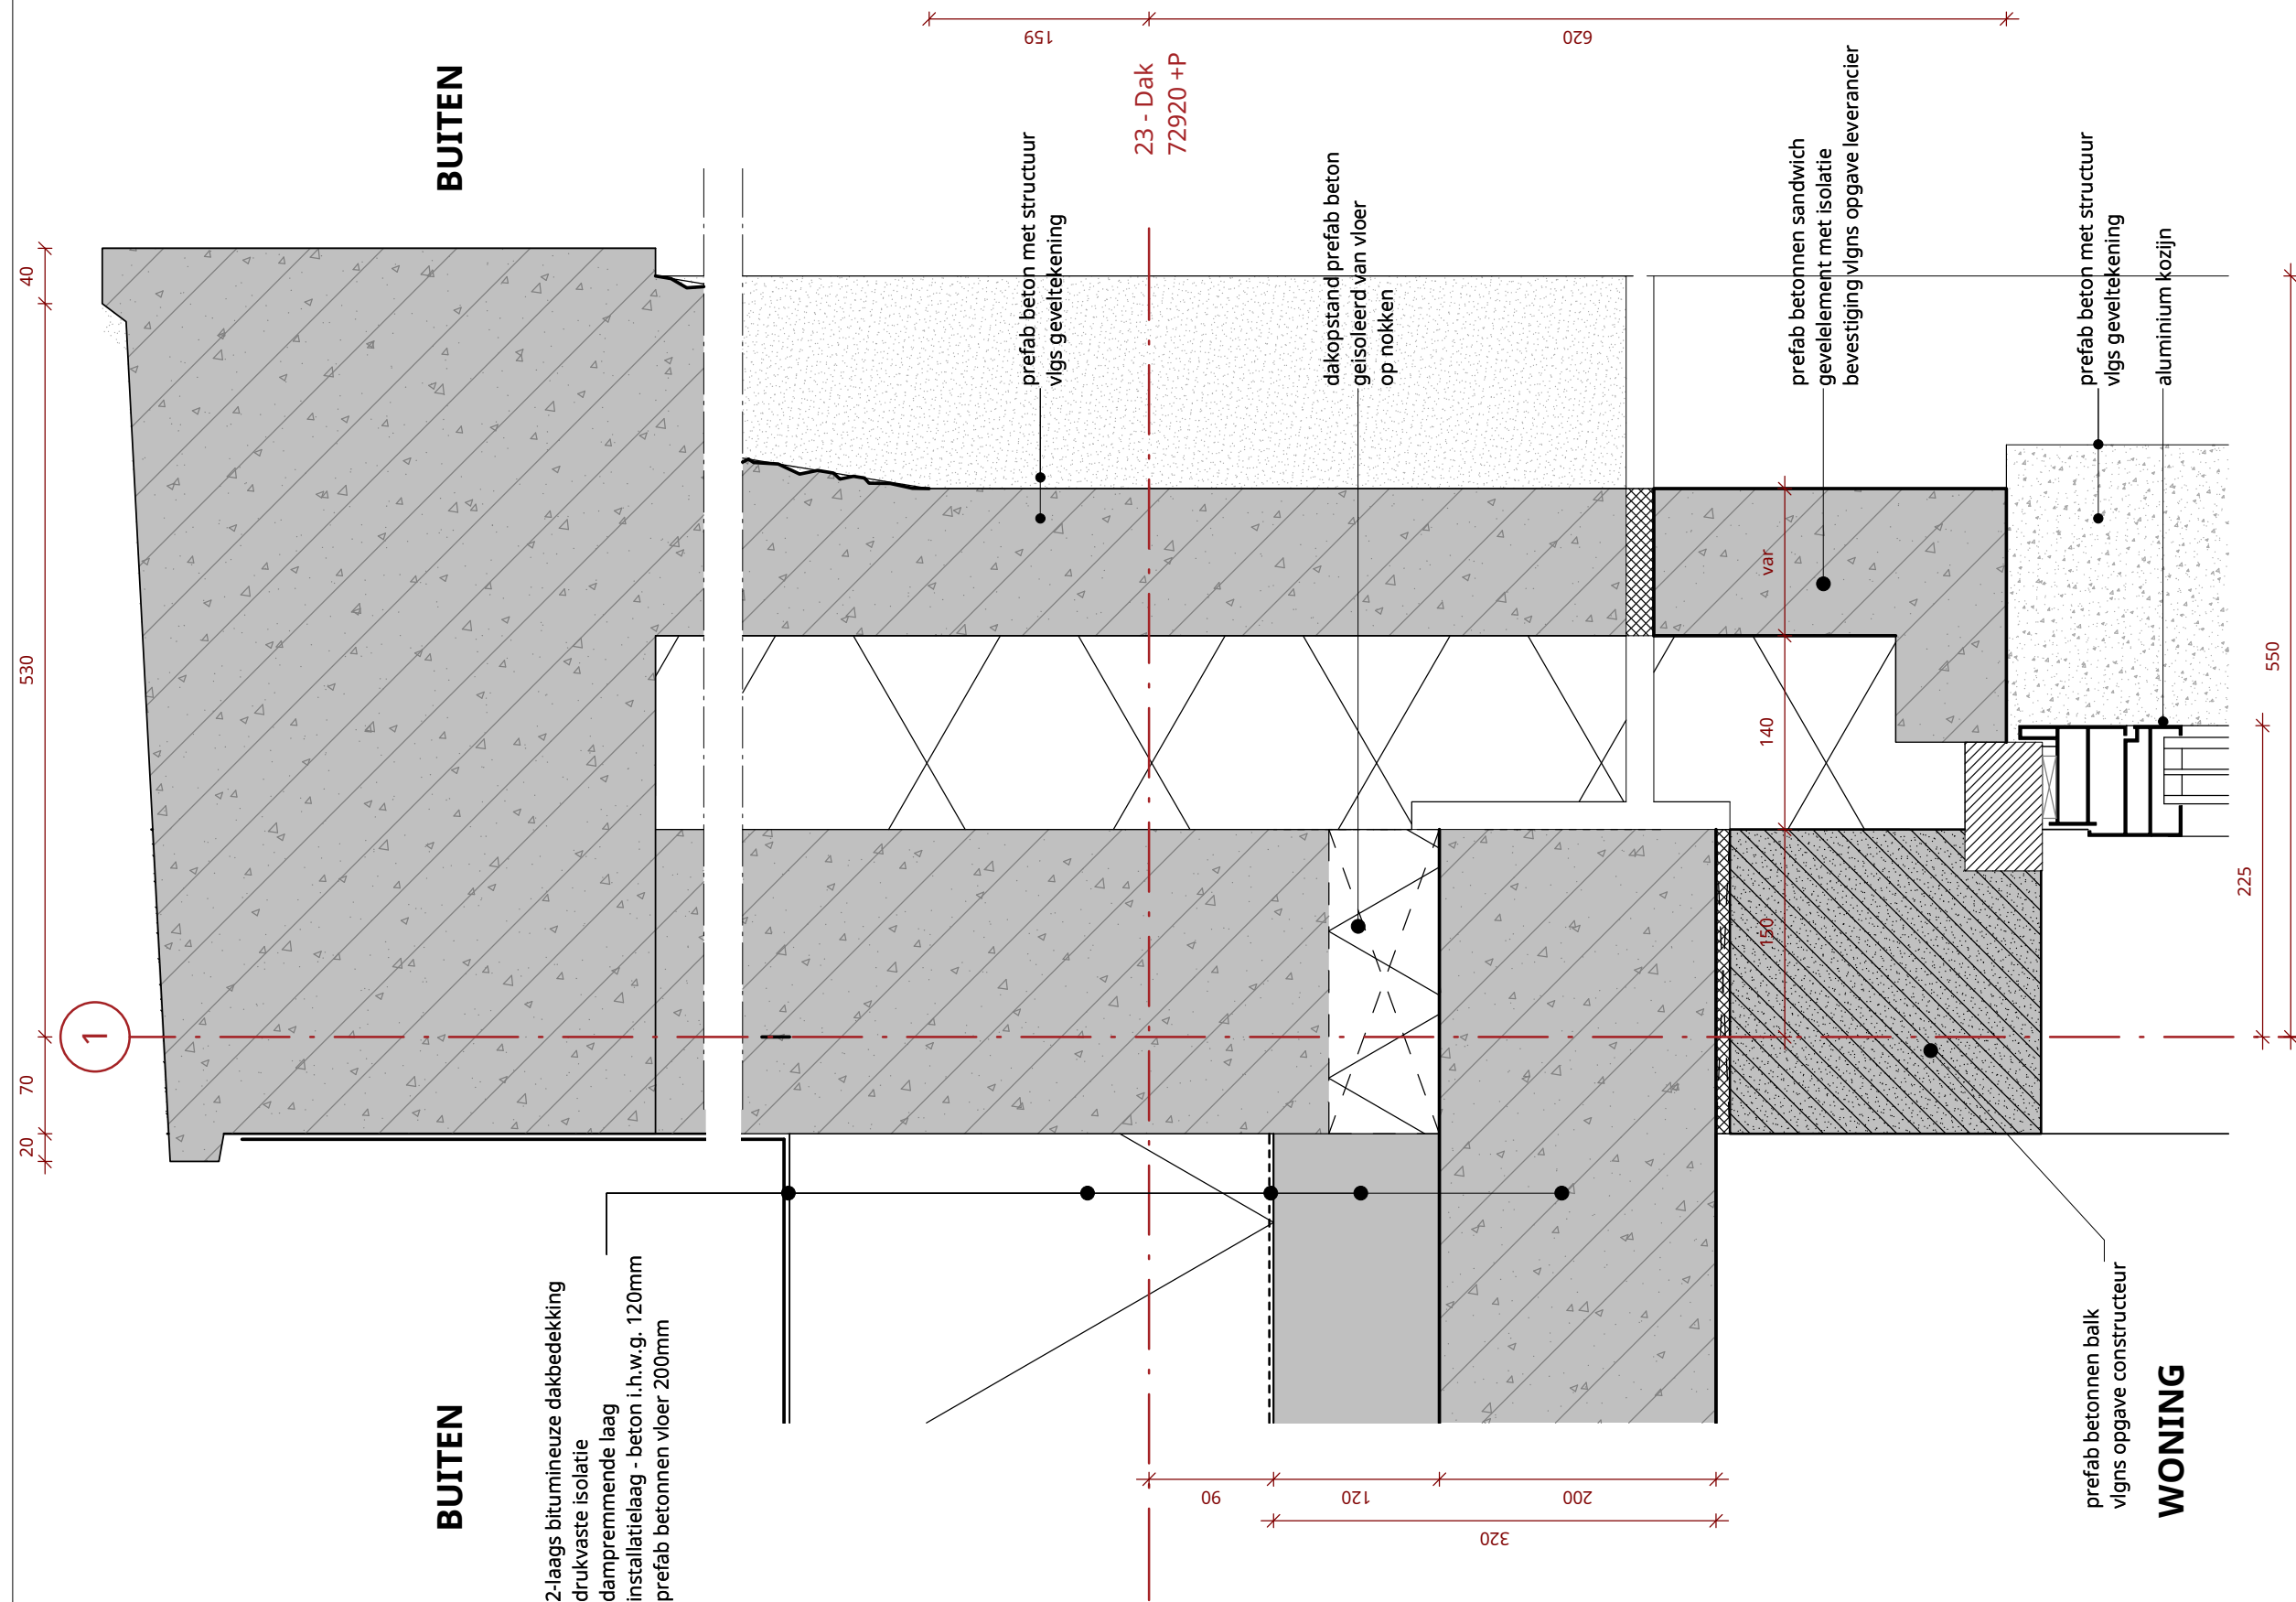 40
530
70
20
1
BUITEN
BUITEN
2-laags bitumineuze dakbedekking
drukvaste isolatie
dampremmende laag
installatielaag - beton i.h.w.g. 120mm
prefab betonnen vloer 200mm
159
620
23 - Dak
72920 +P
prefab beton met structuur
vlgs geveltekening
dakopstand prefab beton
geisoleerd van vloer
op nokken
prefab betonnen sandwich
gevelelement met isolatie
bevestiging vlgns opgave leverancier
prefab beton met structuur
vlgs geveltekening
aluminium kozijn
var
140
150
550
225
90
120
200
320
prefab betonnen balk
vlgns opgave constructeur
WONING